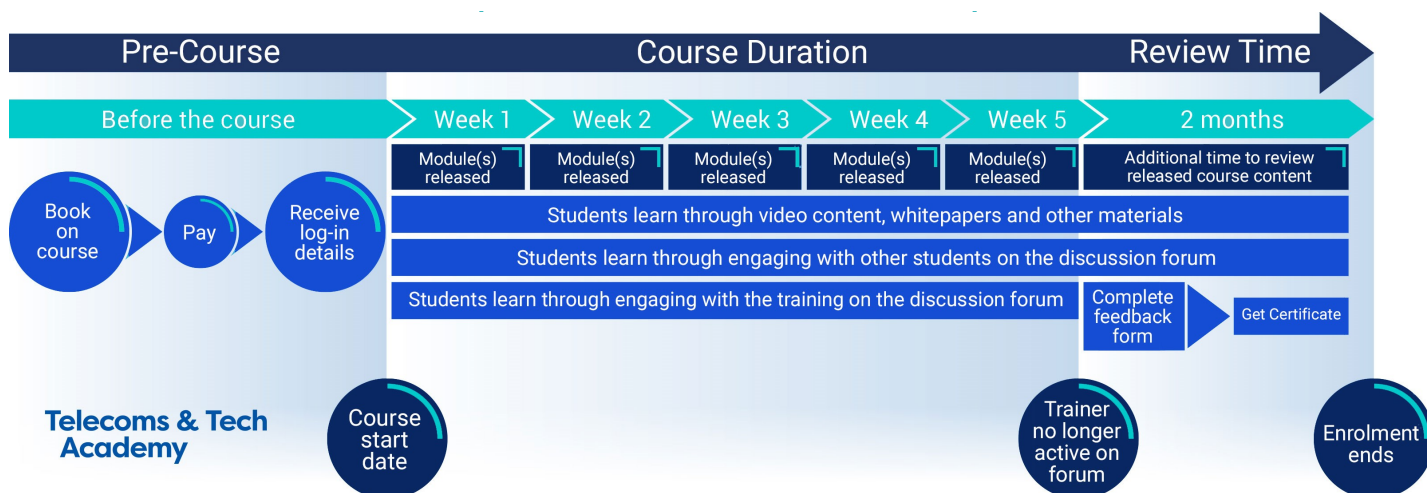 Pre-Course
Course Duration
Review Time
Before the course
Week 1
Week 2
Week 3
Week 4
Week 5
2 months
Module(s)
released
Module(s)
released
Module(s)
released
Module(s)
released
Module(s)
released
Additional time to review
released course content
Book
on
course
Pay
Receive
log-in
details
Students learn through video content, whitepapers and other materials
Students learn through engaging with other students on the discussion forum
Students learn through engaging with the training on the discussion forum
Complete
feedback
form
Get Certificate
Telecoms & Tech
Academy
Course
start
date
Trainer
no longer
active on
forum
Enrolment
ends